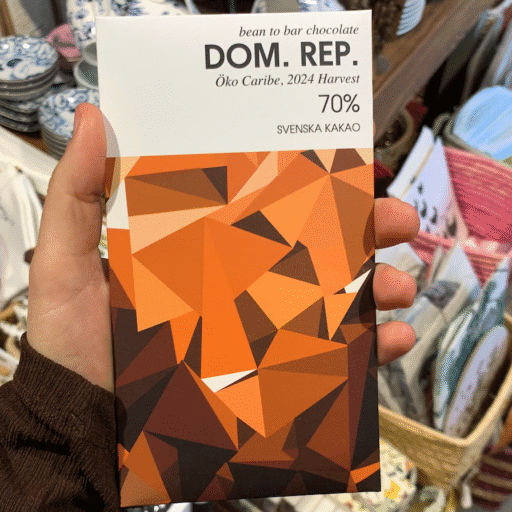 bean to bar chocolate
DOM. REP.
Öko Caribe, 2024 Harvest
70%
SVENSKA KAKAO